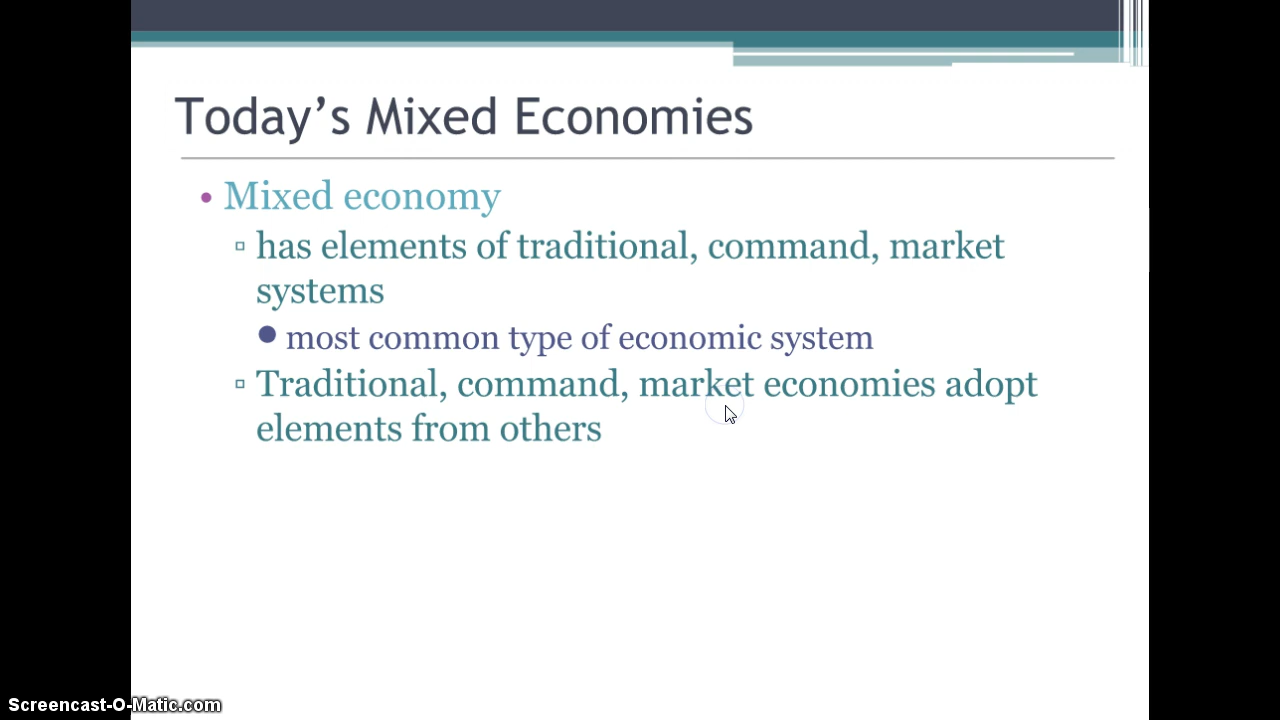 Today’s Mixed Economies
• Mixed economy
▫ has elements of traditional, command, market
systems
● most common type of economic system
▫ Traditional, command, market economies adopt
elements from others
Screencast-O-Matic.com